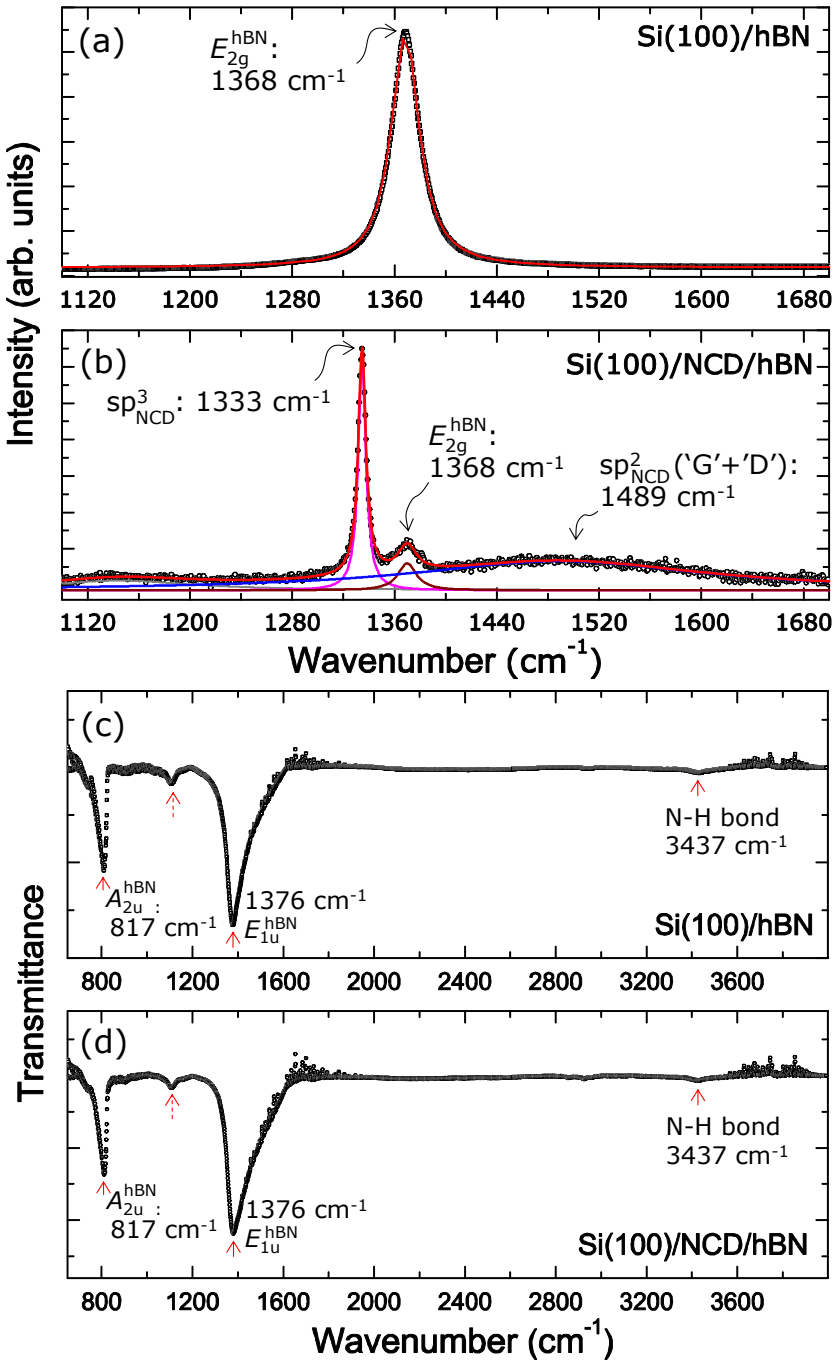 (a)
E2g^hBN:
1368 cm-1
Si(100)/hBN
1120 1200 1280 1360 1440 1520 1600 1680
Intensity (arb. units)
(b)
sp3NCD: 1333 cm-1
E2g^hBN:
1368 cm-1
Si(100)/NCD/hBN
sp2NCD(‘G’+’D’):
1489 cm-1
1120 1200 1280 1360 1440 1520 1600 1680
Wavenumber (cm-1)
(c)
A2u^hBN:
817 cm-1
1376 cm-1
E1u^hBN
N-H bond
3437 cm-1
Si(100)/hBN
800 1200 1600 2000 2400 2800 3200 3600
Transmittance
(d)
A2u^hBN:
817 cm-1
1376 cm-1
E1u^hBN
N-H bond
3437 cm-1
Si(100)/NCD/hBN
800 1200 1600 2000 2400 2800 3200 3600
Wavenumber (cm-1)